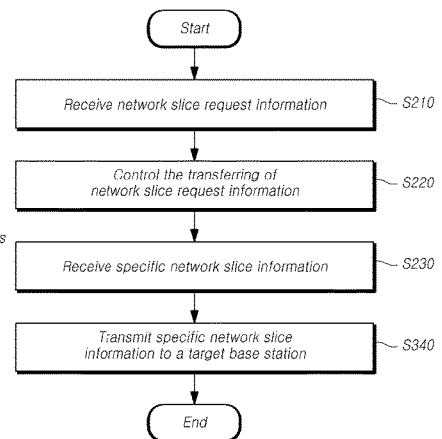 Start
Receive network slice request information
S210
Control the transferring of
network slice request information
S220
s
Receive specific network slice information
S230
Transmit specific network slice
information to a target base station
S340
End